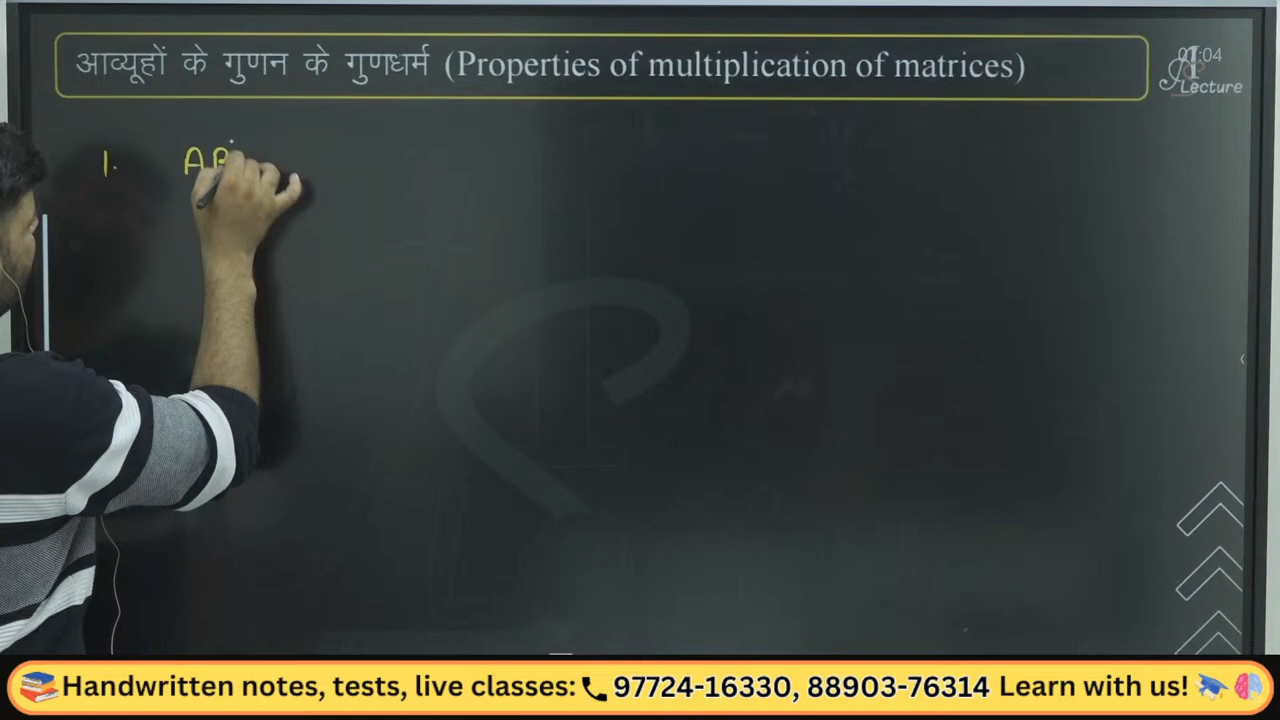 आव्यूहों के गुणन के गुणधर्म (Properties of multiplication of matrices)
Lecture
1. AB
📚Handwritten notes, tests, live classes:📞97724-16330, 88903-76314 Learn with us!🎓🧠